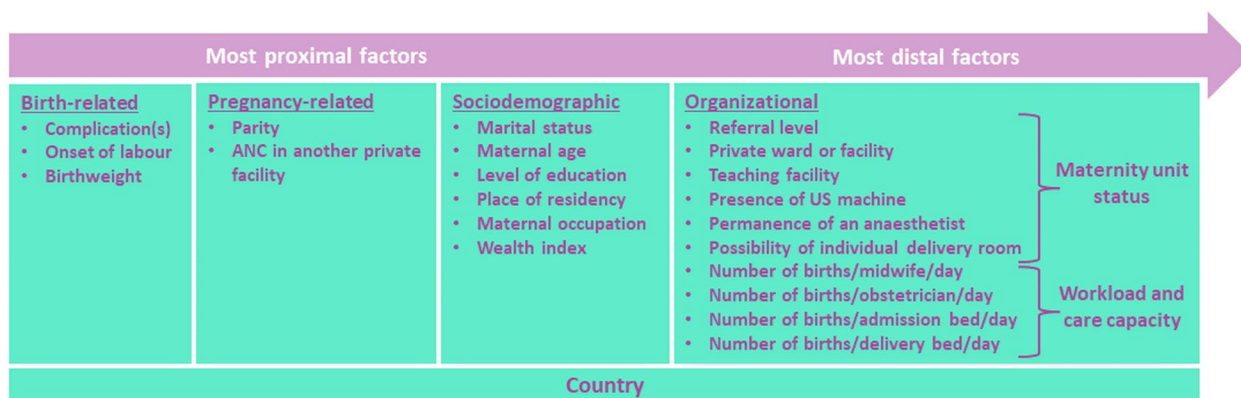 Most proximal factors
Most distal factors
Birth-related
• Complication(s)
• Onset of labour
• Birthweight
Pregnancy-related
• Parity
• ANC in another private
facility
Sociodemographic
• Marital status
• Maternal age
• Level of education
• Place of residency
• Maternal occupation
• Wealth index
Organizational
• Referral level
• Private ward or facility
• Teaching facility
• Presence of US machine
• Permanence of an anaesthetist
• Possibility of individual delivery room
• Number of births/midwife/day
• Number of births/obstetrician/day
• Number of births/admission bed/day
• Number of births/delivery bed/day
Maternity unit
status
Workload and
care capacity
Country